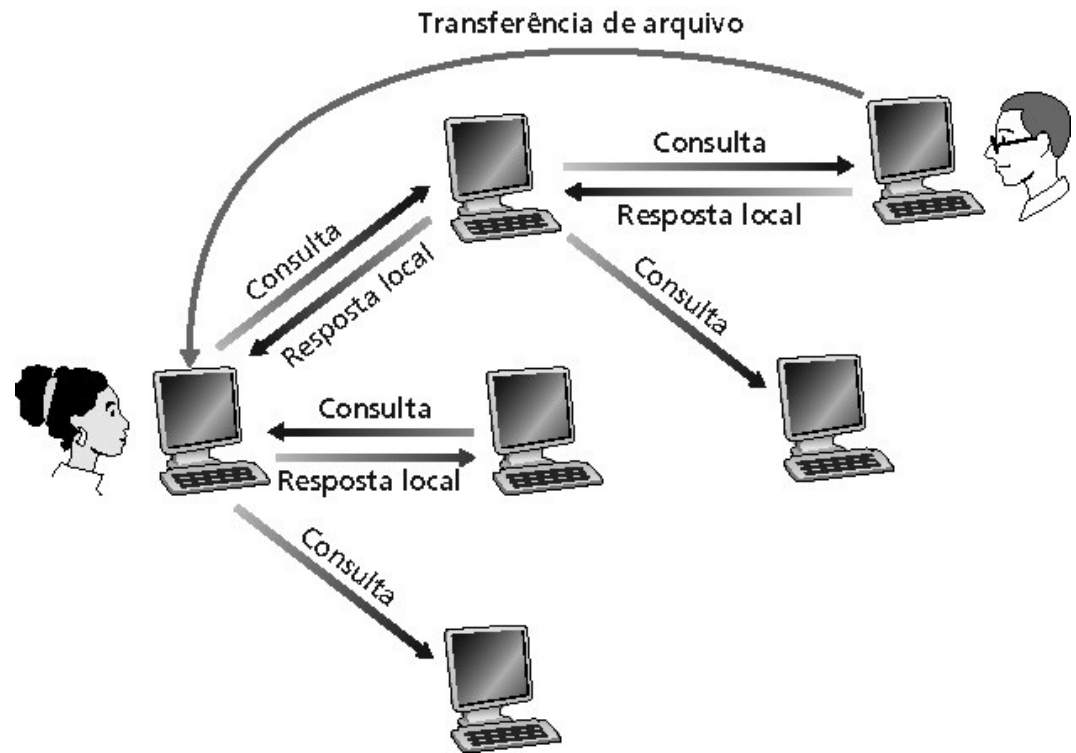 Transferência de arquivo
Consulta
Resposta local
Consulta
Resposta local
Consulta
Consulta
Resposta local
Consulta